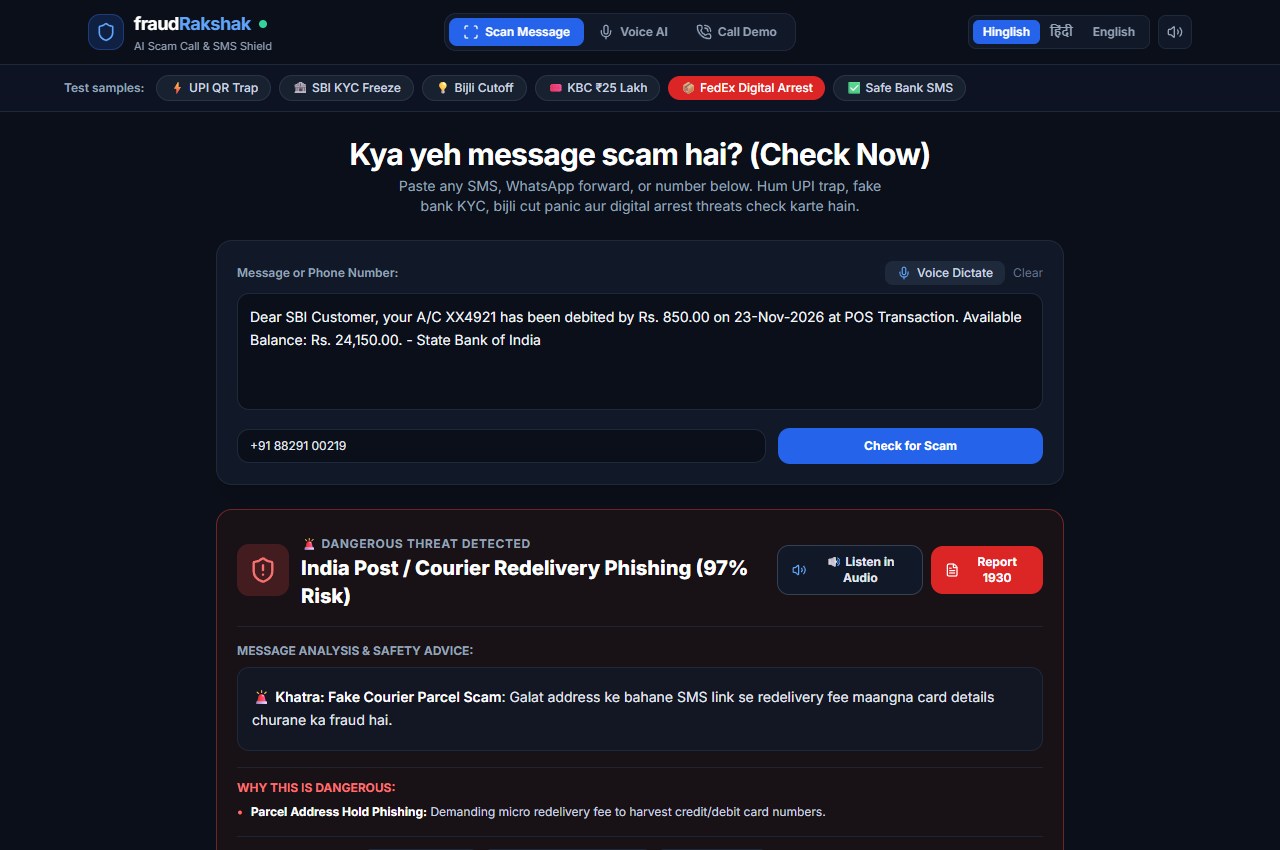 fraudRakshak
AI Scam Call & SMS Shield
Scan Message
Voice AI
Call Demo
Hinglish
हिंदी
English
Test samples:
⚡ UPI QR Trap
🏦 SBI KYC Freeze
💡 Bijli Cutoff
🎟️ KBC ₹25 Lakh
📦 FedEx Digital Arrest
✅ Safe Bank SMS
Kya yeh message scam hai? (Check Now)
Paste any SMS, WhatsApp forward, or number below. Hum UPI trap, fake
bank KYC, bijli cut panic aur digital arrest threats check karte hain.
Message or Phone Number:
Voice Dictate
Clear
Dear SBI Customer, your A/C XX4921 has been debited by Rs. 850.00 on 23-Nov-2026 at POS Transaction. Available
Balance: Rs. 24,150.00. - State Bank of India
+91 88291 00219
Check for Scam
🚨 DANGEROUS THREAT DETECTED
India Post / Courier Redelivery Phishing (97%
Risk)
🔊 Listen in
Audio
Report
1930
MESSAGE ANALYSIS & SAFETY ADVICE:
🚨 Khatra: Fake Courier Parcel Scam: Galat address ke bahane SMS link se redelivery fee maangna card details
churane ka fraud hai.
WHY THIS IS DANGEROUS:
• Parcel Address Hold Phishing: Demanding micro redelivery fee to harvest credit/debit card numbers.